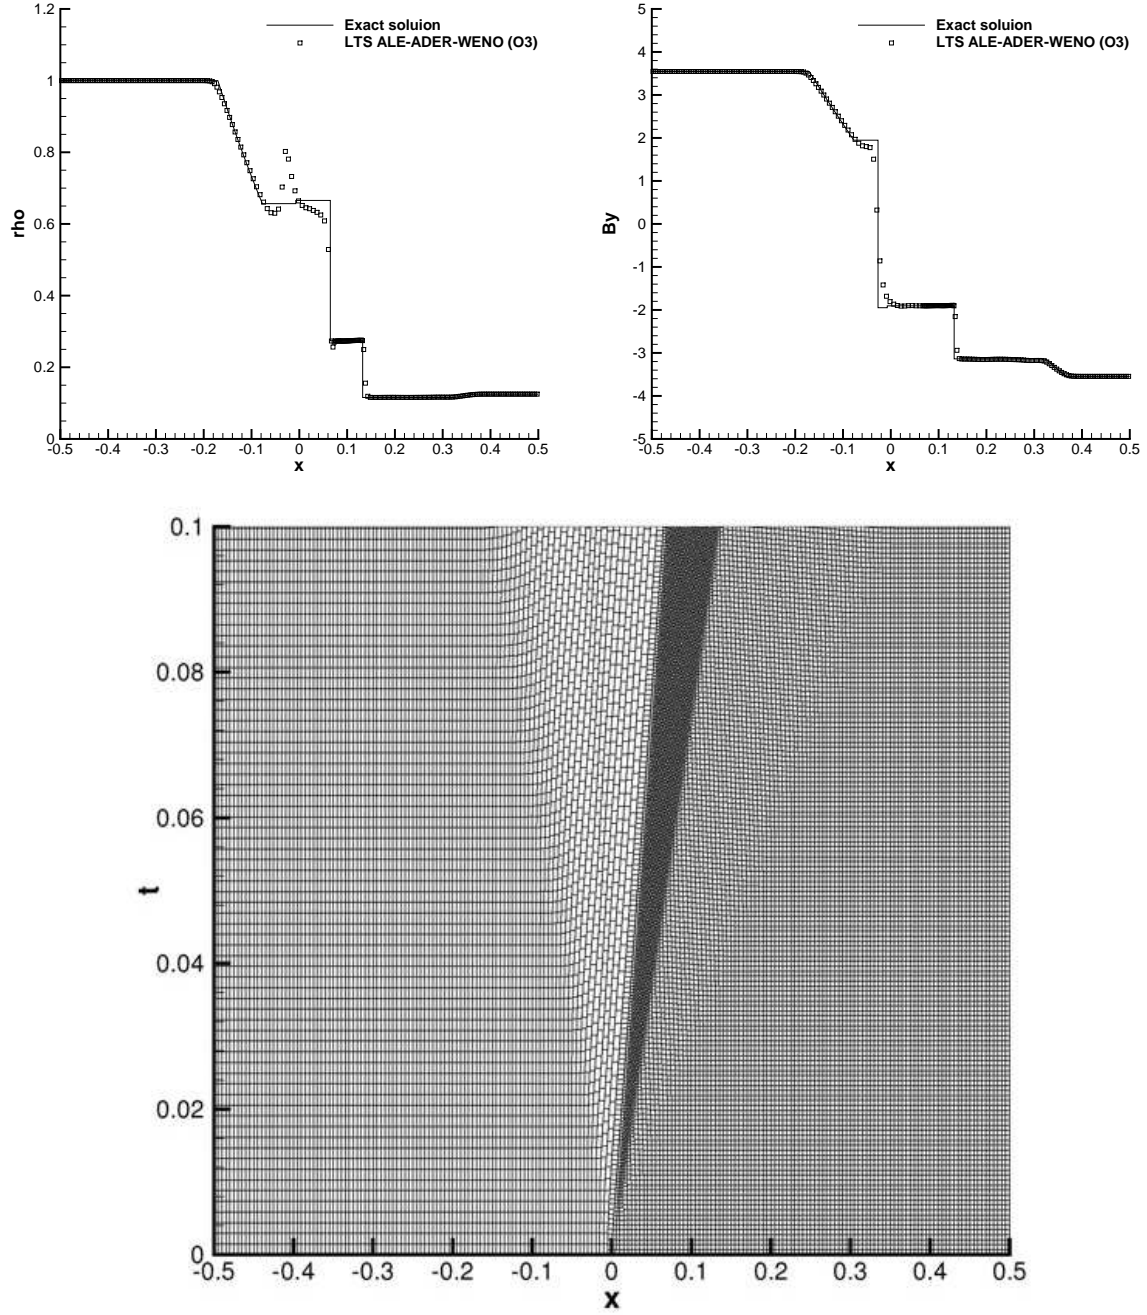 Exact soluion
LTS ALE-ADER-WENO (O3)
rho
1.2
1
0.8
0.6
0.4
0.2
0
-0.5 -0.4 -0.3 -0.2 -0.1 0 0.1 0.2 0.3 0.4 0.5
x
Exact soluion
LTS ALE-ADER-WENO (O3)
By
5
4
3
2
1
0
-1
-2
-3
-4
-5
-0.5 -0.4 -0.3 -0.2 -0.1 0 0.1 0.2 0.3 0.4 0.5
x
t
0.1
0.08
0.06
0.04
0.02
0
-0.5 -0.4 -0.3 -0.2 -0.1 0 0.1 0.2 0.3 0.4 0.5
x